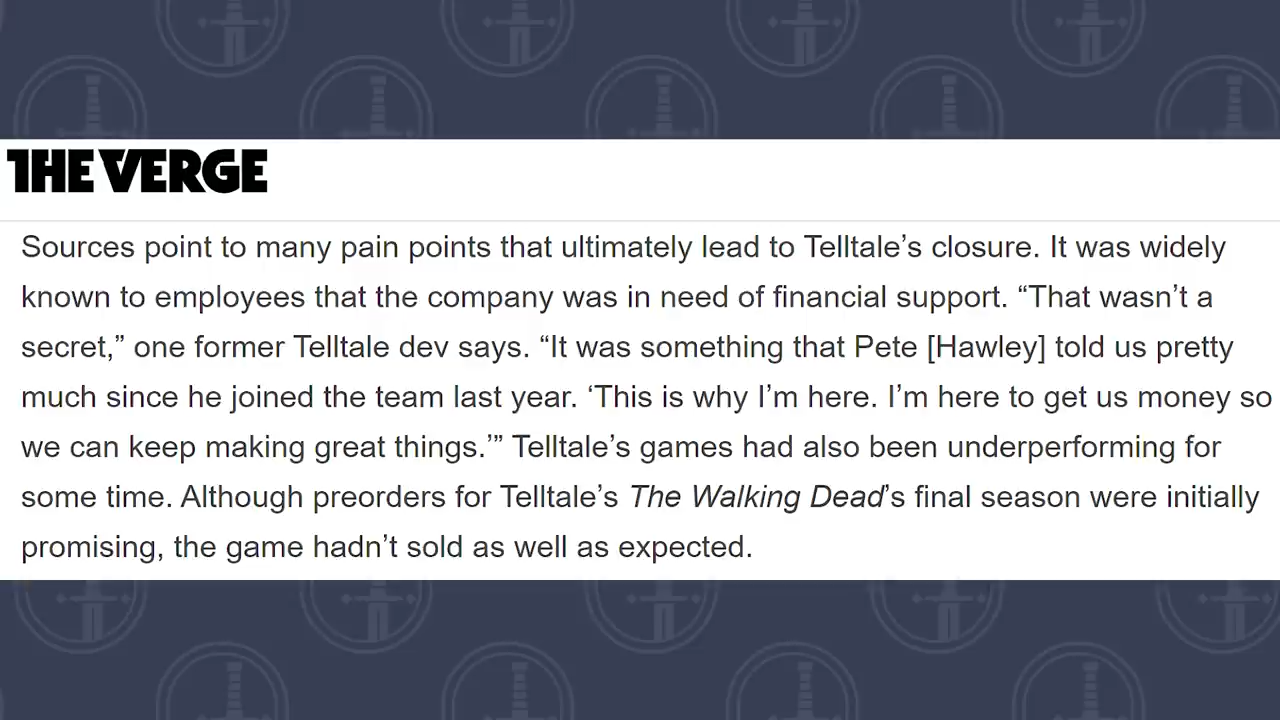 THE VERGE
Sources point to many pain points that ultimately lead to Telltale’s closure. It was widely
known to employees that the company was in need of financial support. “That wasn’t a
secret,” one former Telltale dev says. “It was something that Pete [Hawley] told us pretty
much since he joined the team last year. ‘This is why I’m here. I’m here to get us money so
we can keep making great things.’” Telltale’s games had also been underperforming for
some time. Although preorders for Telltale’s The Walking Dead’s final season were initially
promising, the game hadn’t sold as well as expected.